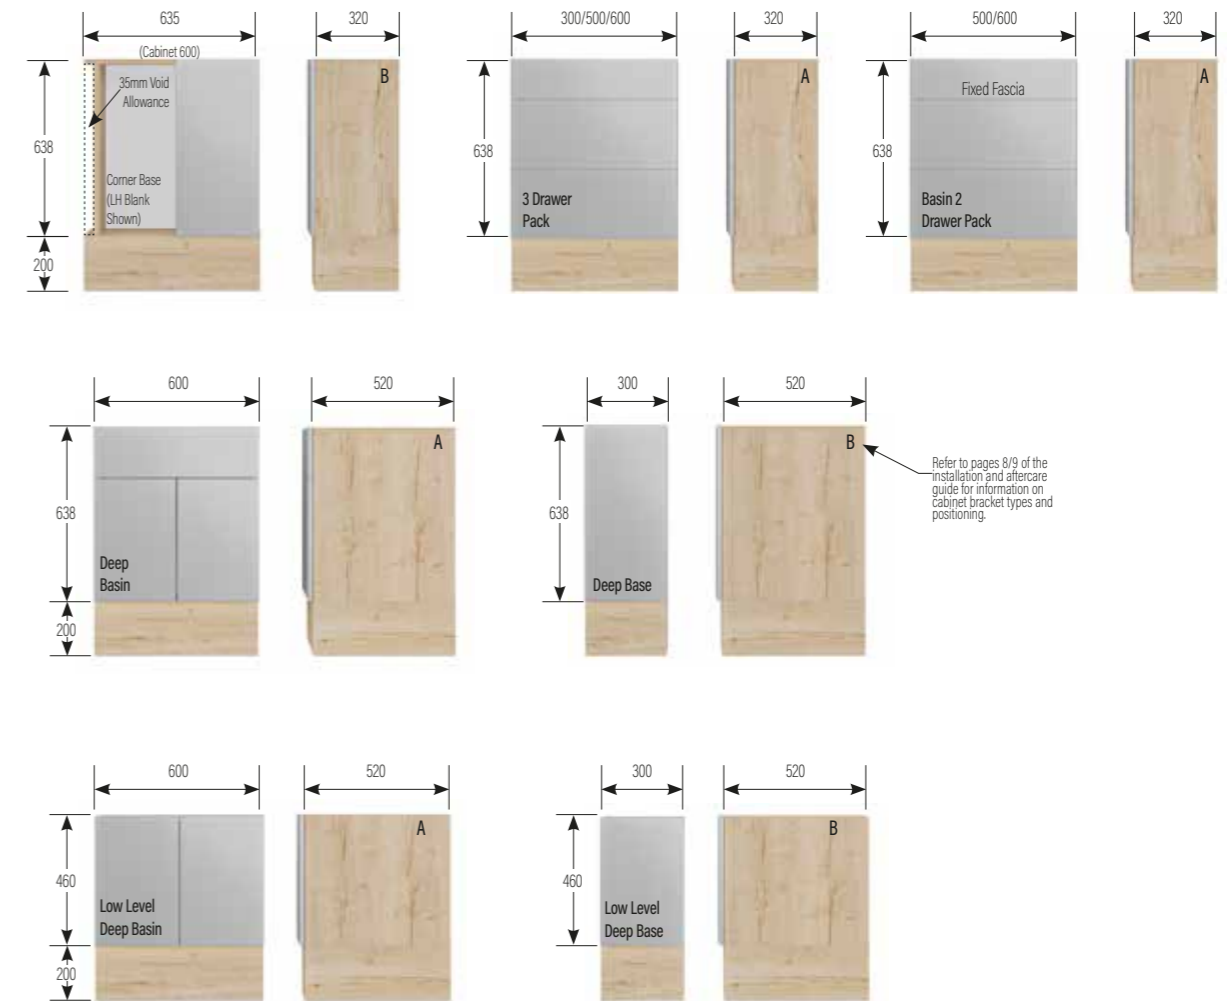 635
320
300/500/600
320
500/600
320
(Cabinet 600)
B
A
A
35mm Void
Allowance
Fixed Fascia
638
638
638
Corner Base
(LH Blank
Shown)
3 Drawer
Pack
Basin 2
Drawer Pack
200
600
520
300
520
A
B
Refer to pages 8/9 of the
installation and aftercare
guide for information on
cabinet bracket types and
positioning.
638
638
Deep
Basin
Deep Base
200
600
520
300
520
A
B
460
460
Low Level
Deep Basin
Low Level
Deep Base
200